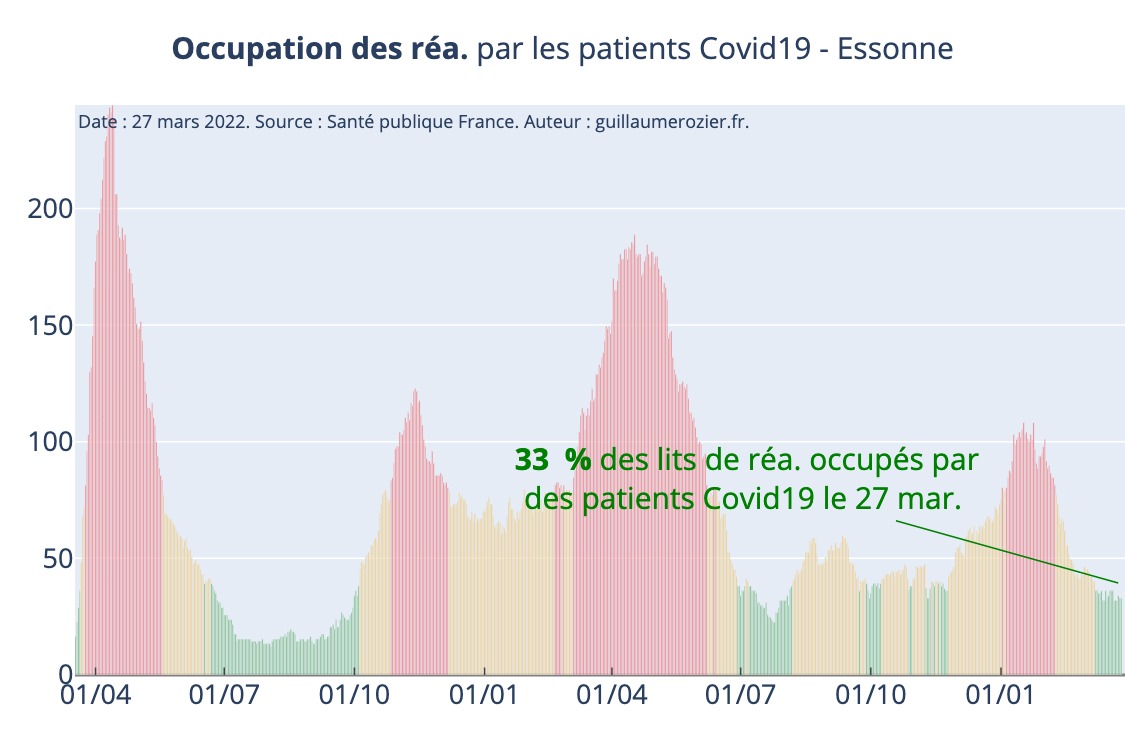 Occupation des réa. par les patients Covid19 - Essonne
Date : 27 mars 2022. Source : Santé publique France. Auteur : guillaumerozier.fr.
200
150
100
33 % des lits de réa. occupés par
des patients Covid19 le 27 mar.
50
0
01/04 01/07 01/10 01/01 01/04 01/07 01/10 01/01